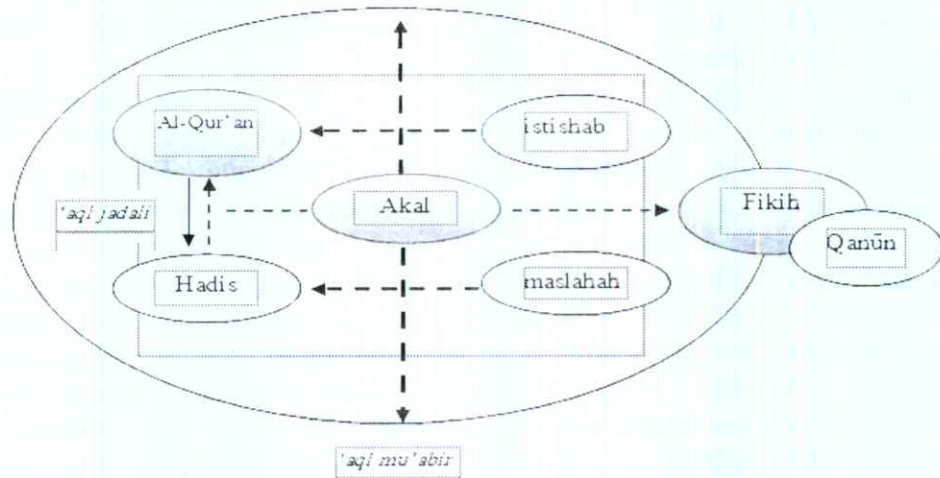 Al-Qur'an
istishab
'aql jadali
Akal
Fikih
Qanūn
Hadis
maslahah
'aql mu'abir